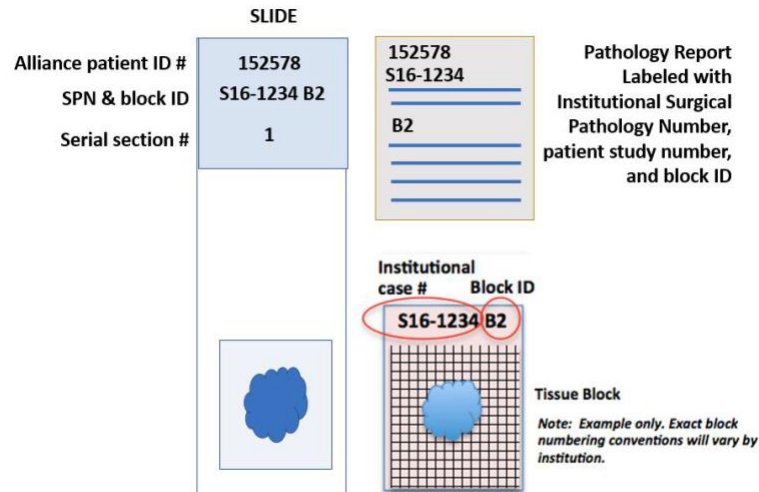 SLIDE
Alliance patient ID #
152578
SPN & block ID
S16-1234 B2
Serial section #
1
152578
S16-1234
B2
Pathology Report
Labeled with
Institutional Surgical
Pathology Number,
patient study number,
and block ID
Institutional
case #
Block ID
S16-1234 B2
Tissue Block
Note: Example only. Exact block
numbering conventions will vary by
institution.